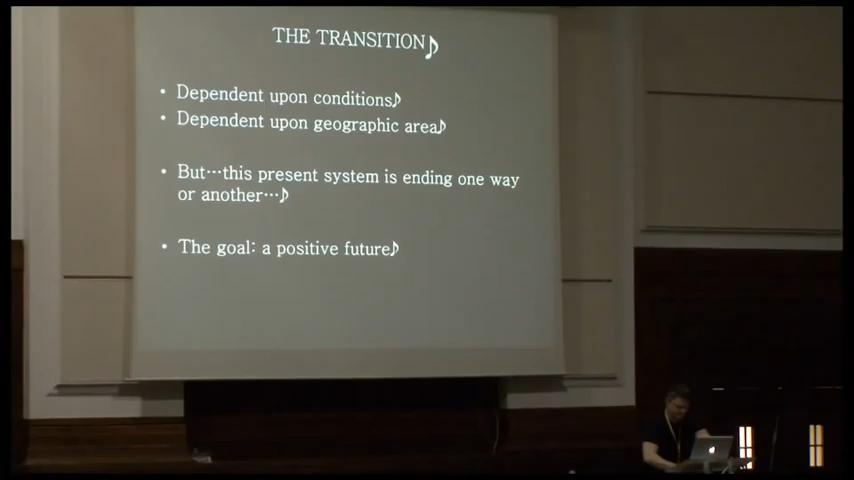 THE TRANSITION♪
• Dependent upon conditions♪
• Dependent upon geographic area♪
• But…this present system is ending one way
or another…♪
• The goal: a positive future♪